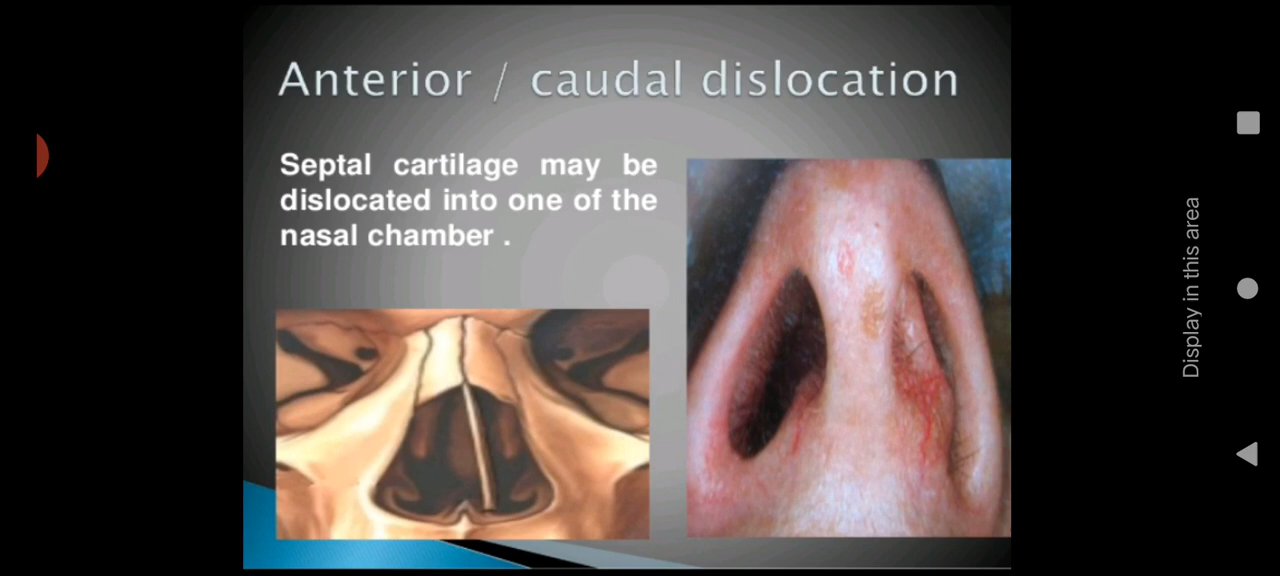 Anterior / caudal dislocation
Septal cartilage may be
dislocated into one of the
nasal chamber .
Display in this area